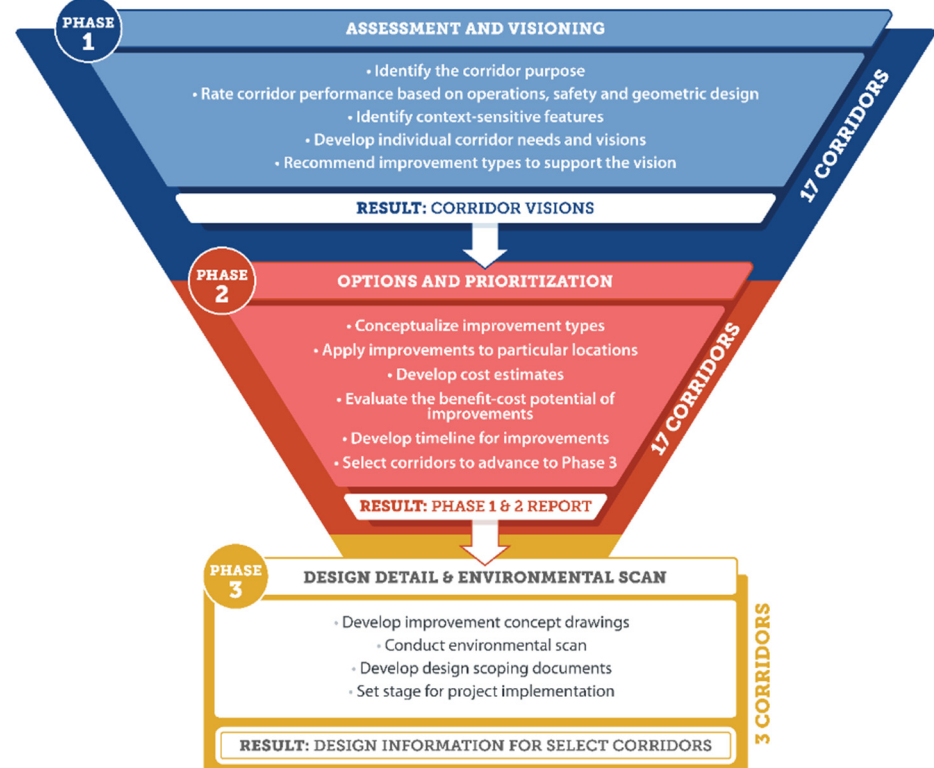 PHASE
1
ASSESSMENT AND VISIONING
• Identify the corridor purpose
• Rate corridor performance based on operations, safety and geometric design
• Identify context-sensitive features
• Develop individual corridor needs and visions
• Recommend improvement types to support the vision
RESULT: CORRIDOR VISIONS
17 CORRIDORS
PHASE
2
OPTIONS AND PRIORITIZATION
• Conceptualize improvement types
• Apply improvements to particular locations
• Develop cost estimates
• Evaluate the benefit-cost potential of
improvements
• Develop timeline for improvements
• Select corridors to advance to Phase 3
RESULT: PHASE 1 & 2 REPORT
17 CORRIDORS
PHASE
3
DESIGN DETAIL & ENVIRONMENTAL SCAN
• Develop improvement concept drawings
• Conduct environmental scan
• Develop design scoping documents
• Set stage for project implementation
RESULT: DESIGN INFORMATION FOR SELECT CORRIDORS
3 CORRIDORS